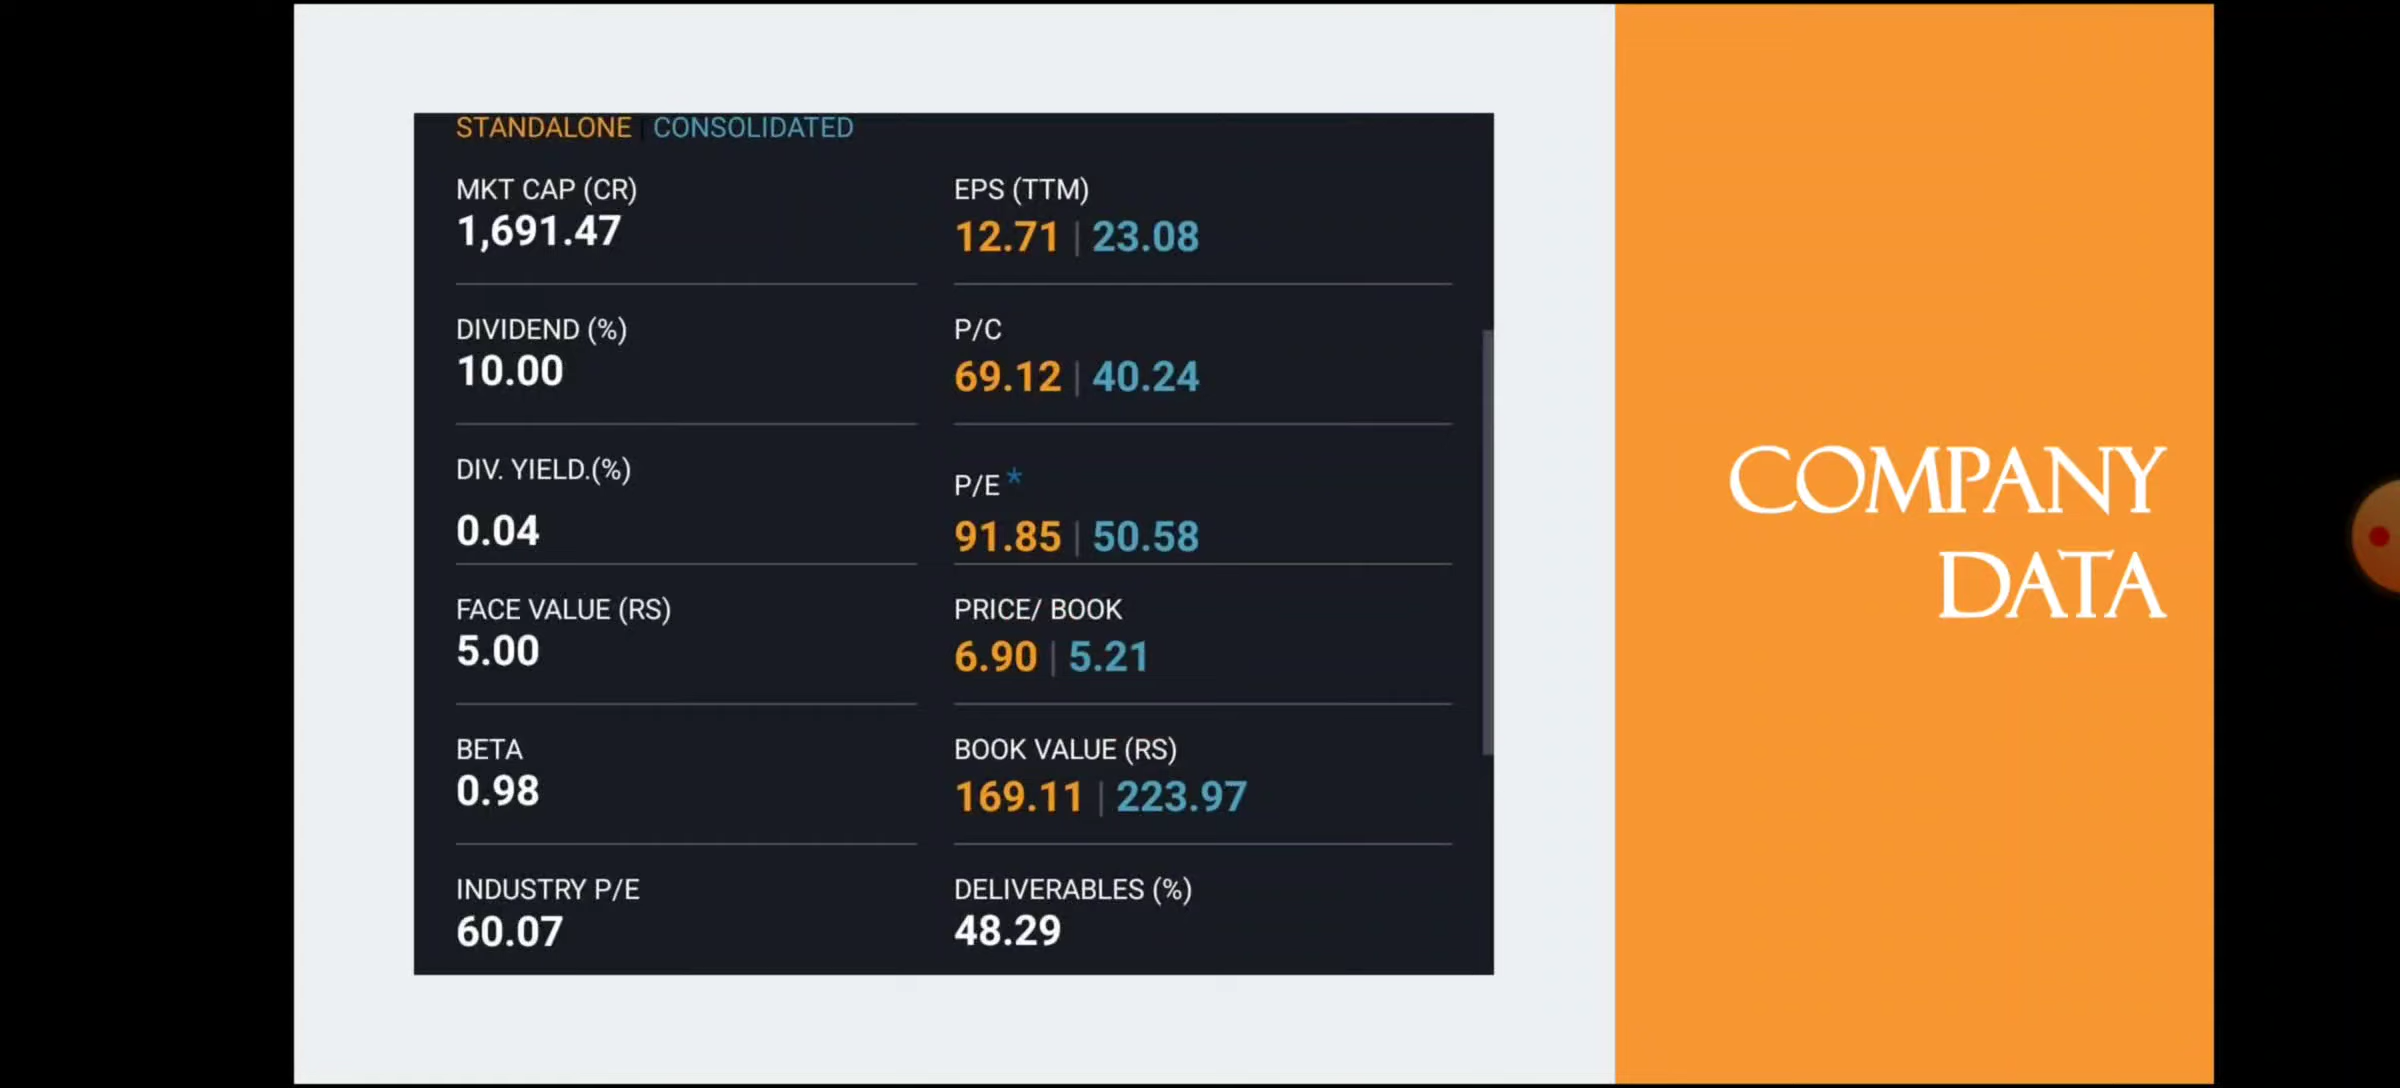 STANDALONE | CONSOLIDATED
MKT CAP (CR)
1,691.47
EPS (TTM)
12.71 | 23.08
DIVIDEND (%)
10.00
P/C
69.12 | 40.24
DIV. YIELD.(%)
0.04
P/E *
91.85 | 50.58
FACE VALUE (RS)
5.00
PRICE/ BOOK
6.90 | 5.21
BETA
0.98
BOOK VALUE (RS)
169.11 | 223.97
INDUSTRY P/E
60.07
DELIVERABLES (%)
48.29
COMPANY
DATA